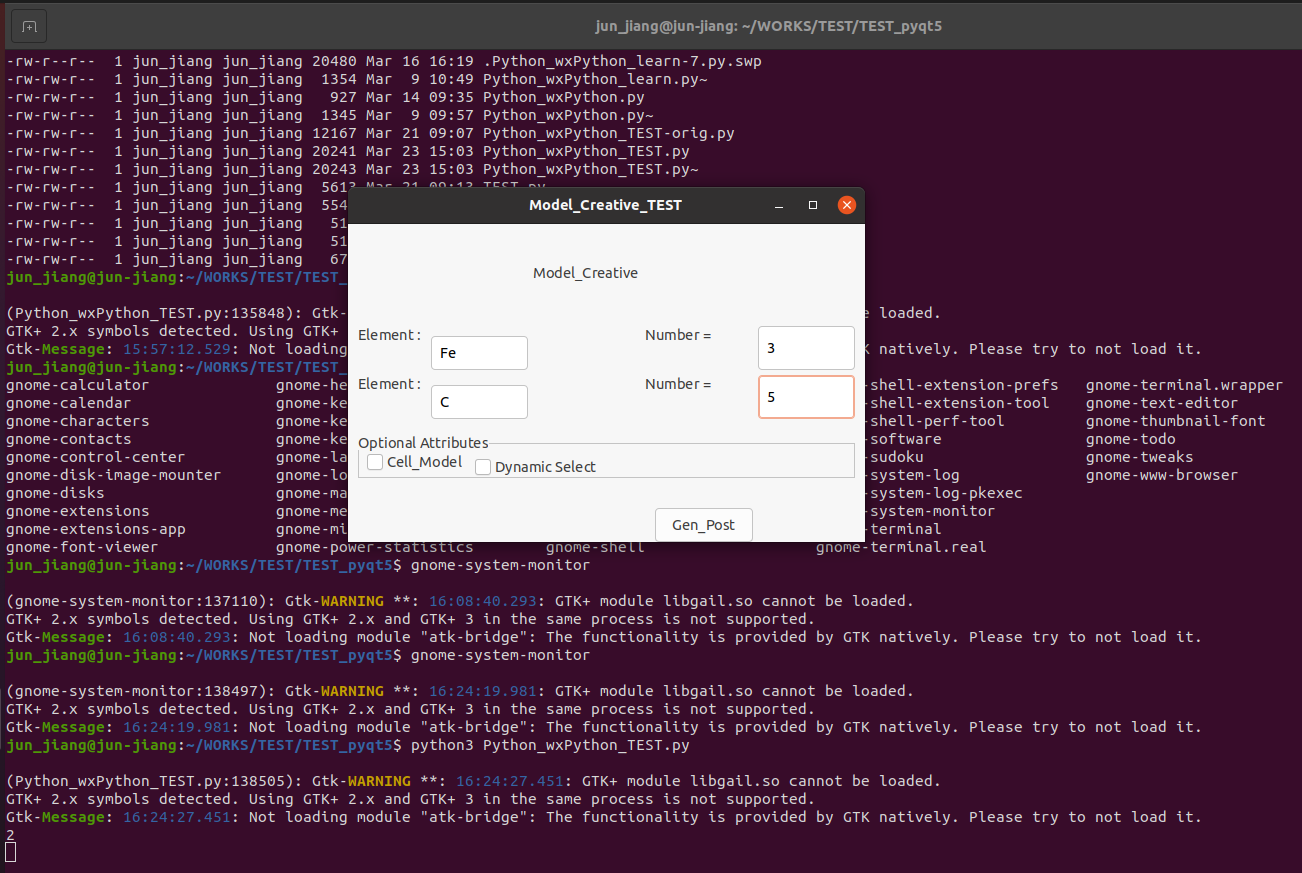 jun_jiang@jun-jiang: ~/WORKS/TEST/TEST_pyqt5
-rw-r--r-- 1 jun_jiang jun_jiang 20480 Mar 16 16:19 .Python_wxPython_learn-7.py.swp
-rw-rw-r-- 1 jun_jiang jun_jiang 1354 Mar 9 10:49 Python_wxPython_learn.py~
-rw-rw-r-- 1 jun_jiang jun_jiang 927 Mar 14 09:35 Python_wxPython.py
-rw-rw-r-- 1 jun_jiang jun_jiang 1345 Mar 9 09:57 Python_wxPython.py~
-rw-rw-r-- 1 jun_jiang jun_jiang 12167 Mar 21 09:07 Python_wxPython_TEST-orig.py
-rw-rw-r-- 1 jun_jiang jun_jiang 20241 Mar 23 15:03 Python_wxPython_TEST.py
-rw-rw-r-- 1 jun_jiang jun_jiang 20243 Mar 23 15:03 Python_wxPython_TEST.py~
-rw-rw-r-- 1 jun_jiang jun_jiang 5613 Mar 21 09:13 TEST.py
-rw-rw-r-- 1 jun_jiang jun_jiang 554
-rw-rw-r-- 1 jun_jiang jun_jiang 51
-rw-rw-r-- 1 jun_jiang jun_jiang 51
-rw-rw-r-- 1 jun_jiang jun_jiang 67
jun_jiang@jun-jiang:~/WORKS/TEST/TEST_
(Python_wxPython_TEST.py:135848): Gtk- e loaded.
GTK+ 2.x symbols detected. Using GTK+
Gtk-Message: 15:57:12.529: Not loading K natively. Please try to not load it.
jun_jiang@jun-jiang:~/WORKS/TEST/TEST_
gnome-calculator gnome-he -shell-extension-prefs gnome-terminal.wrapper
gnome-calendar gnome-ke -shell-extension-tool gnome-text-editor
gnome-characters gnome-ke -shell-perf-tool gnome-thumbnail-font
gnome-contacts gnome-ke -software gnome-todo
gnome-control-center gnome-la -sudoku gnome-tweaks
gnome-disk-image-mounter gnome-lo -system-log gnome-www-browser
gnome-disks gnome-ma -system-log-pkexec
gnome-extensions gnome-me -system-monitor
gnome-extensions-app gnome-mi -terminal
gnome-font-viewer gnome-power-statistics gnome-shell gnome-terminal.real
Model_Creative_TEST
Model_Creative
Element : Fe Number = 3
Element : C Number = 5
Optional Attributes
Cell_Model Dynamic Select
Gen_Post
jun_jiang@jun-jiang:~/WORKS/TEST/TEST_pyqt5$ gnome-system-monitor
(gnome-system-monitor:137110): Gtk-WARNING **: 16:08:40.293: GTK+ module libgail.so cannot be loaded.
GTK+ 2.x symbols detected. Using GTK+ 2.x and GTK+ 3 in the same process is not supported.
Gtk-Message: 16:08:40.293: Not loading module "atk-bridge": The functionality is provided by GTK natively. Please try to not load it.
jun_jiang@jun-jiang:~/WORKS/TEST/TEST_pyqt5$ gnome-system-monitor
(gnome-system-monitor:138497): Gtk-WARNING **: 16:24:19.981: GTK+ module libgail.so cannot be loaded.
GTK+ 2.x symbols detected. Using GTK+ 2.x and GTK+ 3 in the same process is not supported.
Gtk-Message: 16:24:19.981: Not loading module "atk-bridge": The functionality is provided by GTK natively. Please try to not load it.
jun_jiang@jun-jiang:~/WORKS/TEST/TEST_pyqt5$ python3 Python_wxPython_TEST.py
(Python_wxPython_TEST.py:138505): Gtk-WARNING **: 16:24:27.451: GTK+ module libgail.so cannot be loaded.
GTK+ 2.x symbols detected. Using GTK+ 2.x and GTK+ 3 in the same process is not supported.
Gtk-Message: 16:24:27.451: Not loading module "atk-bridge": The functionality is provided by GTK natively. Please try to not load it.
2